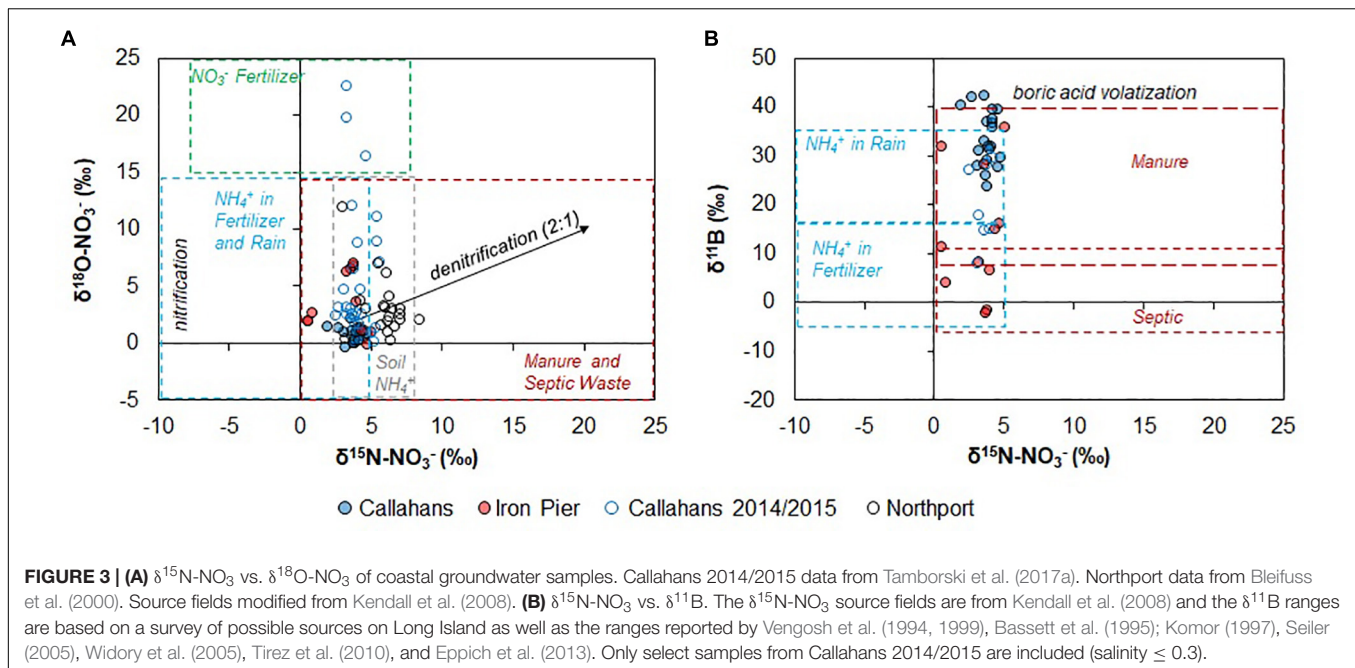 A
B
25
20
15
10
5
0
-5
-10
-5
0
5
10
15
20
25
δ18O-NO3- (‰)
δ15N-NO3- (‰)
NO3- Fertilizer
NH4+ in
Fertilizer
and Rain
nitrification
denitrification (2:1)
Soil
NH4+
Manure and
Septic Waste
50
40
30
20
10
0
-10
-20
-10
-5
0
5
10
15
20
25
δ11B (‰)
δ15N-NO3- (‰)
boric acid volatization
NH4+ in Rain
Manure
NH4+ in
Fertilizer
Septic
Callahans
Iron Pier
Callahans 2014/2015
Northport
FIGURE 3 | (A) δ15N-NO3 vs. δ18O-NO3 of coastal groundwater samples. Callahans 2014/2015 data from Tamborski et al. (2017a). Northport data from Bleifuss
et al. (2000). Source fields modified from Kendall et al. (2008). (B) δ15N-NO3 vs. δ11B. The δ15N-NO3 source fields are from Kendall et al. (2008) and the δ11B ranges
are based on a survey of possible sources on Long Island as well as the ranges reported by Vengosh et al. (1994, 1999), Bassett et al. (1995); Komor (1997), Seiler
(2005), Widory et al. (2005), Tirez et al. (2010), and Eppich et al. (2013). Only select samples from Callahans 2014/2015 are included (salinity ≤ 0.3).